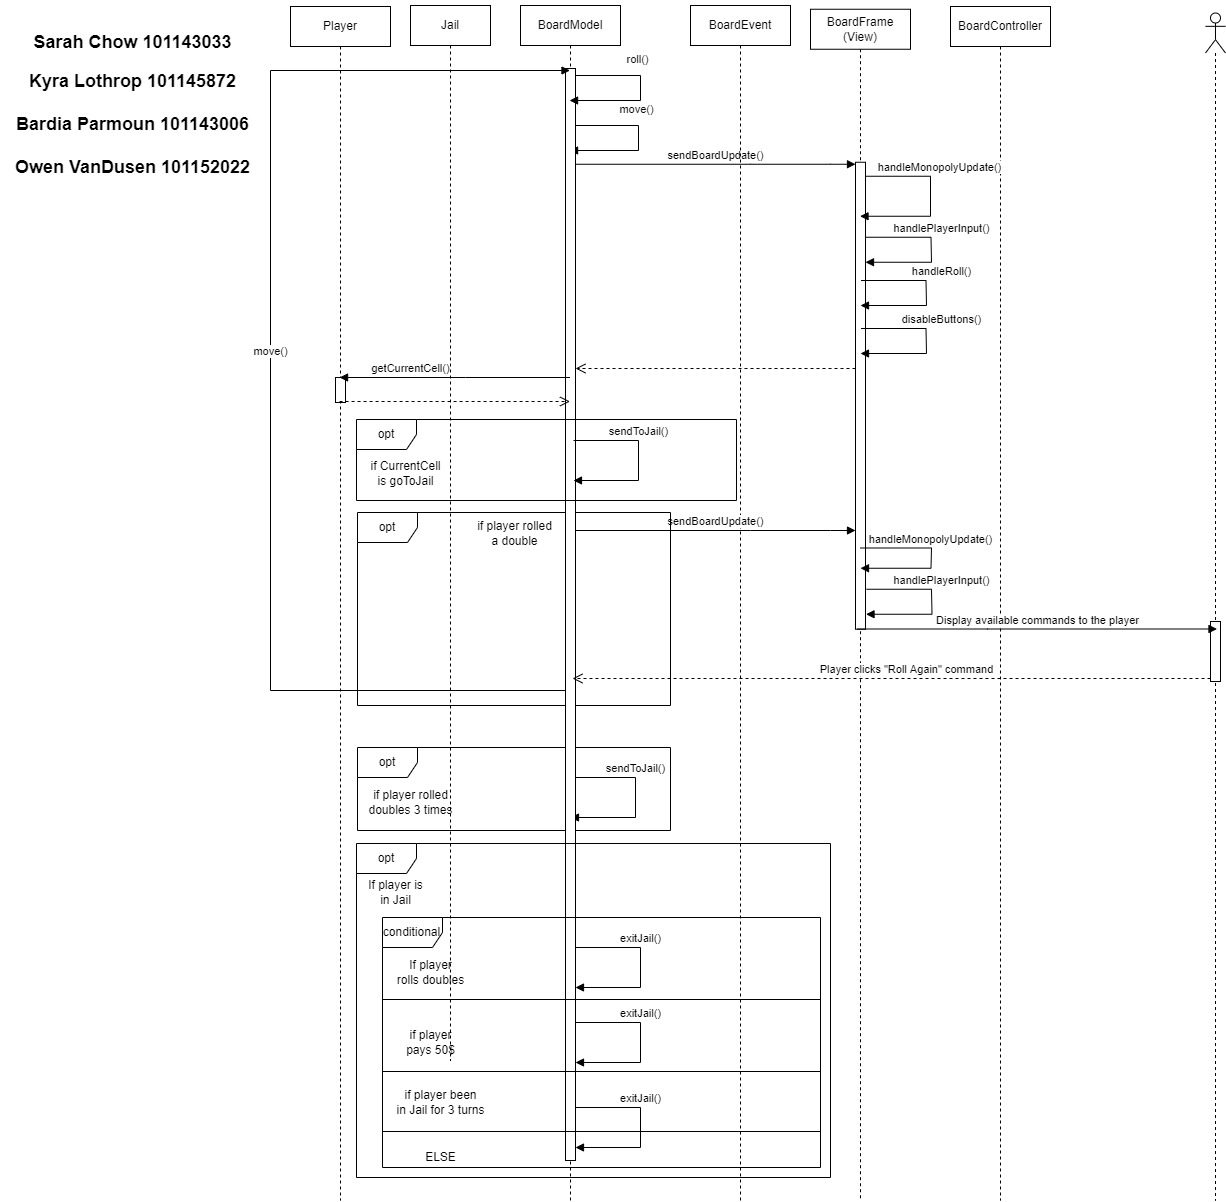 Player
Jail
BoardModel
BoardEvent
BoardFrame
(View)
BoardController
Sarah Chow 101143033
Kyra Lothrop 101145872
Bardia Parmoun 101143006
Owen VanDusen 101152022
roll()
move()
sendBoardUpdate()
handleMonopolyUpdate()
handlePlayerInput()
handleRoll()
disableButtons()
move()
getCurrentCell()
opt
sendToJail()
if CurrentCell
is goToJail
opt
if player rolled
a double
sendBoardUpdate()
handleMonopolyUpdate()
handlePlayerInput()
Display available commands to the player
Player clicks "Roll Again" command
opt
sendToJail()
if player rolled
doubles 3 times
opt
If player is
in Jail
conditional
exitJail()
If player
rolls doubles
exitJail()
if player
pays 50$
exitJail()
if player been
in Jail for 3 turns
ELSE